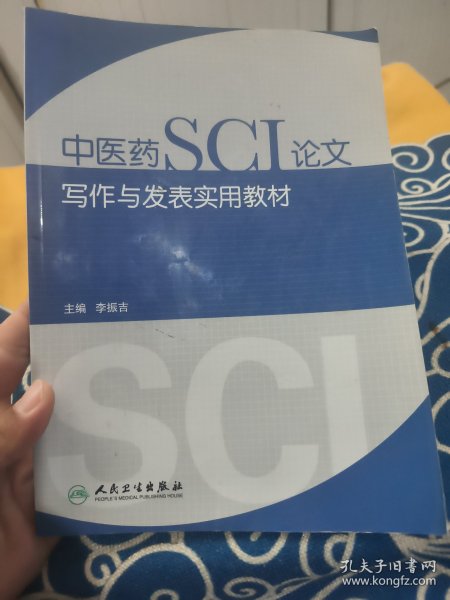 中医药SCI论文
写作与发表实用教材
主编 李振吉
SCI
人民卫生出版社
PEOPLE'S MEDICAL PUBLISHING HOUSE
孔夫子旧书网
www.kongfz.com